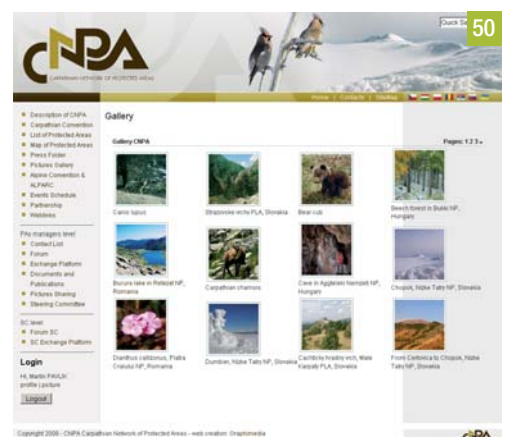 Quick Se
50
CNPA
CARPATHIAN NETWORK OF PROTECTED AREAS
Home | Contacts | SiteMap
Description of CNPA
Carpathian Convention
List of Protected Areas
Map of Protected Areas
Press Folder
Pictures Gallery
Alpine Convention &
ALPARC
Events Schedule
Partnership
Weblinks
PAs managers level
Contact List
Forum
Exchange Platform
Documents and
Publications
Pictures Sharing
Steering Committee
SC level
Forum SC
SC Exchange Platform
Login
Hi, Martin PAVLIK
profile | picture
Logout
Gallery
Gallery CNPA
Pages: 1 2 3 »
Canis lupus
Strazovske vrchy PLA, Slovakia
Bear cub
Beech forest in Bukki NP,
Hungary
Bucura lake in Retezat NP,
Romania
Carpathian chamois
Cave in Aggteleki Nemzeti NP,
Hungary
Chopok, Nizke Tatry NP, Slovakia
Dianthus callizonus, Piatra
Craiului NP, Romania
Dumbier, Nizke Tatry NP, Slovakia
Cachticky hradny vrch, Male
Karpaty PLA, Slovakia
From Certovica to Chopok, Nizke
Tatry NP, Slovakia
Copyright 2008 - CNPA Carpathian Network of Protected Areas - web creation: Graphimedia